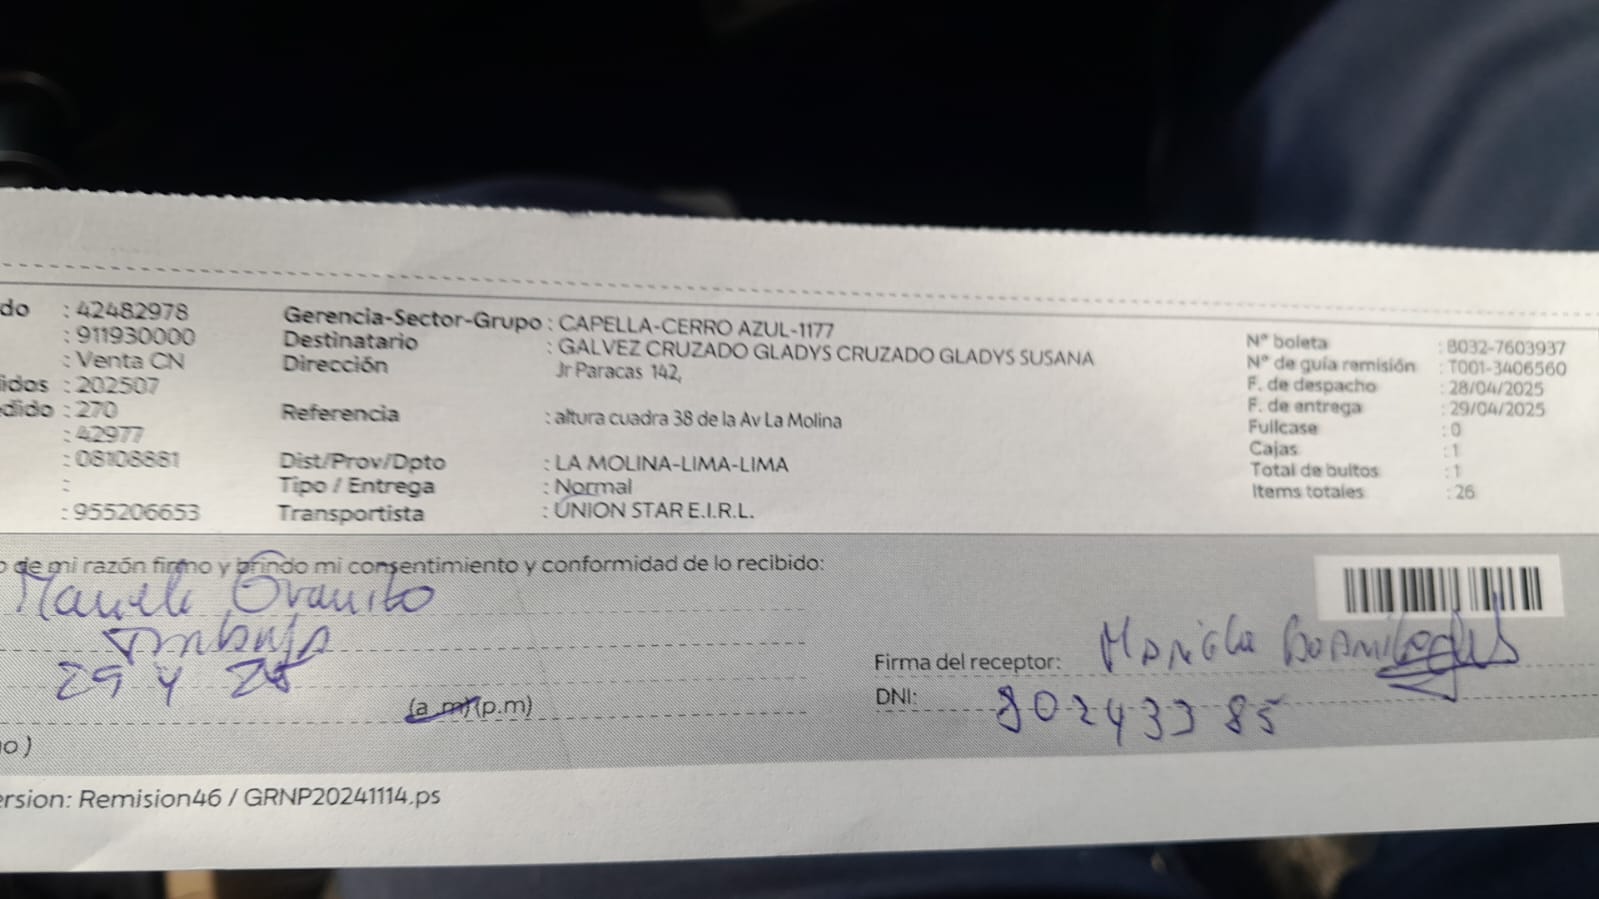 do : 42482978
: 911930000
: Venta CN
idos : 202507
edido : 270
: 42977
: 08108881
:
: 955206653
Gerencia-Sector-Grupo : CAPELLA-CERRO AZUL-1177
Destinatario : GALVEZ CRUZADO GLADYS CRUZADO GLADYS SUSANA
Dirección Jr Paracas 142,
Referencia : altura cuadra 38 de la Av La Molina
Dist/Prov/Dpto : LA MOLINA-LIMA-LIMA
Tipo / Entrega : Normal
Transportista : UNION STAR E.I.R.L.
N° boleta : B032-7603937
N° de guía remisión : T001-3406560
F. de despacho : 28/04/2025
F. de entrega : 29/04/2025
Fullcase : 0
Cajas : 1
Total de bultos : 1
Items totales : 26
o de mi razón firmo y brindo mi consentimiento y conformidad de lo recibido:
29 4 25
(a m)(p.m)
Firma del receptor:
DNI: 80243385
no)
ersion: Remision46 / GRNP20241114.ps